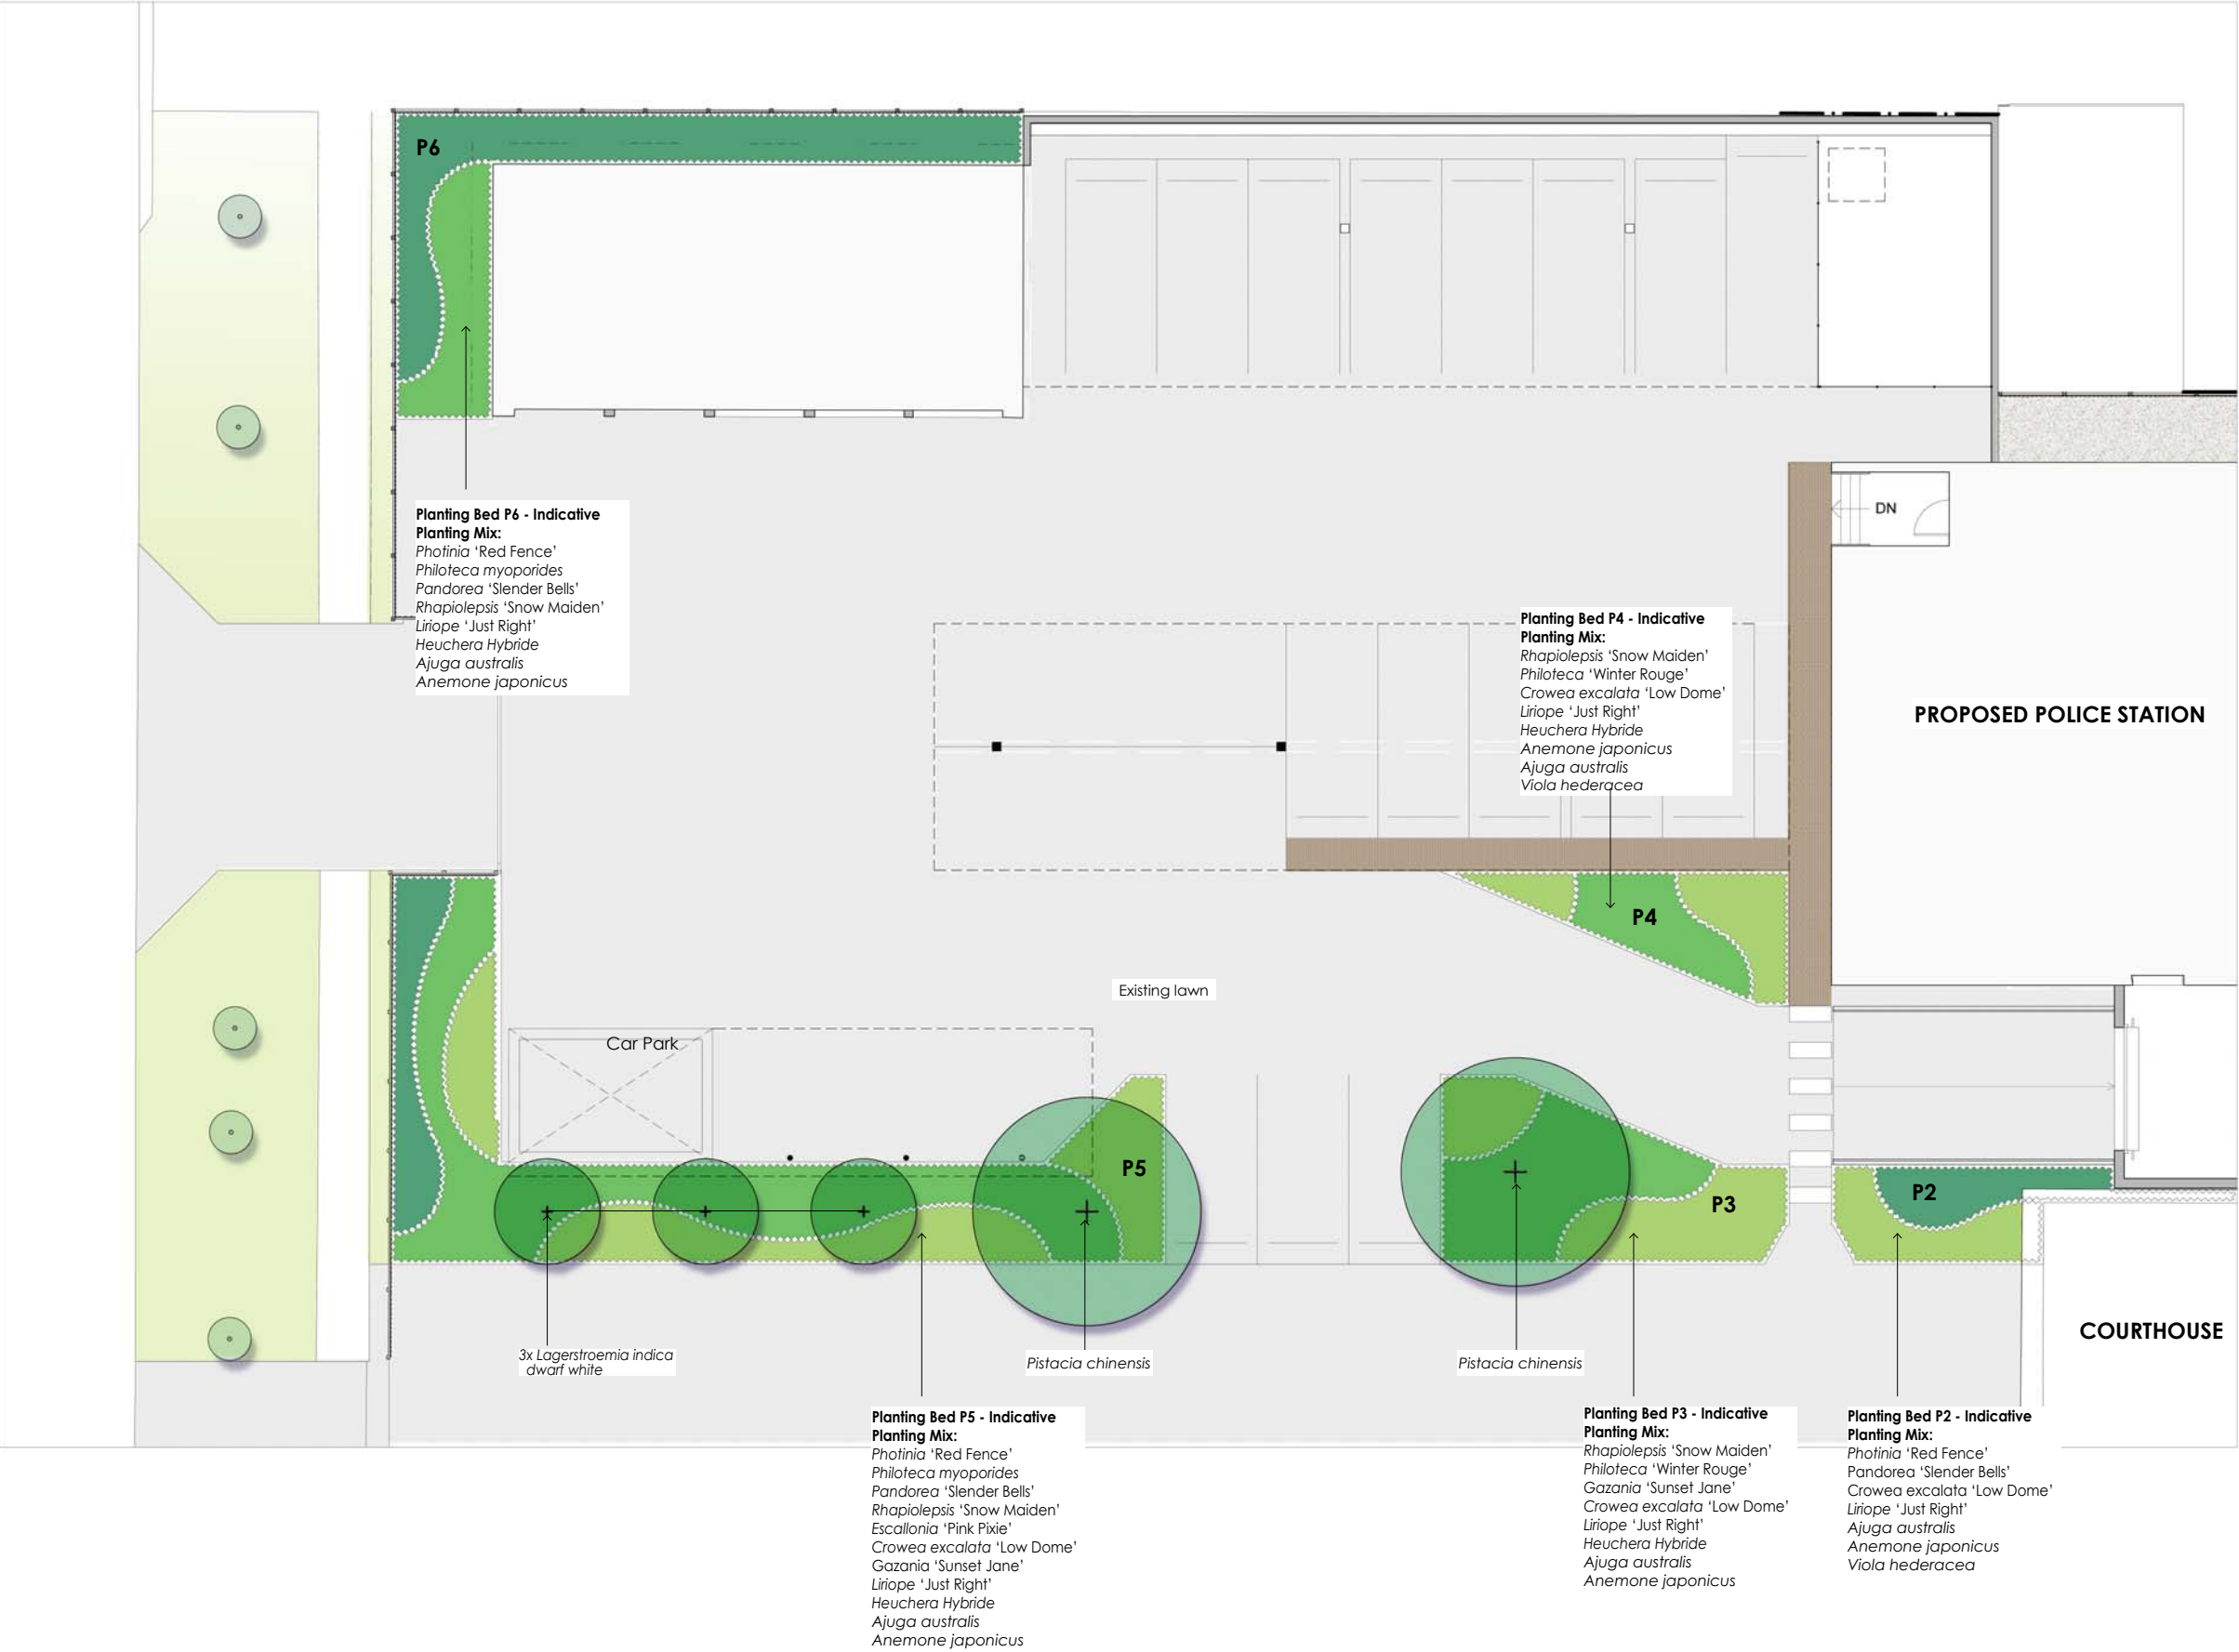 P6
DN
Planting Bed P6 - Indicative
Planting Mix:
Photinia ‘Red Fence’
Philoteca myoporides
Pandorea ‘Slender Bells’
Rhapiolepsis ‘Snow Maiden’
Liriope ‘Just Right’
Heuchera Hybride
Ajuga australis
Anemone japonicus
Planting Bed P4 - Indicative
Planting Mix:
Rhapiolepsis ‘Snow Maiden’
Philoteca ‘Winter Rouge’
Crowea excalata ‘Low Dome’
Liriope ‘Just Right’
Heuchera Hybride
Anemone japonicus
Ajuga australis
Viola hederacea
PROPOSED POLICE STATION
P4
Existing lawn
Car Park
P5
P3
P2
COURTHOUSE
3x Lagerstroemia indica
dwarf white
Pistacia chinensis
Pistacia chinensis
Planting Bed P5 - Indicative
Planting Mix:
Photinia ‘Red Fence’
Philoteca myoporides
Pandorea ‘Slender Bells’
Rhapiolepsis ‘Snow Maiden’
Escallonia ‘Pink Pixie’
Crowea excalata ‘Low Dome’
Gazania ‘Sunset Jane’
Liriope ‘Just Right’
Heuchera Hybride
Ajuga australis
Anemone japonicus
Planting Bed P3 - Indicative
Planting Mix:
Rhapiolepsis ‘Snow Maiden’
Philoteca ‘Winter Rouge’
Gazania ‘Sunset Jane’
Crowea excalata ‘Low Dome’
Liriope ‘Just Right’
Heuchera Hybride
Ajuga australis
Anemone japonicus
Planting Bed P2 - Indicative
Planting Mix:
Photinia ‘Red Fence’
Pandorea ‘Slender Bells’
Crowea excalata ‘Low Dome’
Liriope ‘Just Right’
Ajuga australis
Anemone japonicus
Viola hederacea